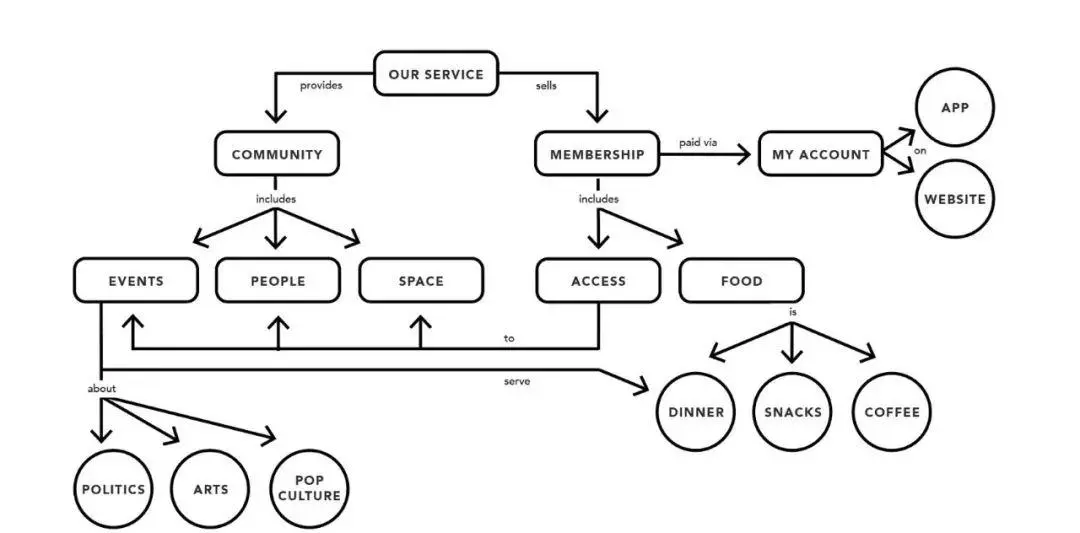 OUR SERVICE
provides
sells
APP
COMMUNITY
MEMBERSHIP
paid via
MY ACCOUNT
on
WEBSITE
includes
includes
EVENTS
PEOPLE
SPACE
ACCESS
FOOD
is
to
serve
about
DINNER
SNACKS
COFFEE
POLITICS
ARTS
POP
CULTURE